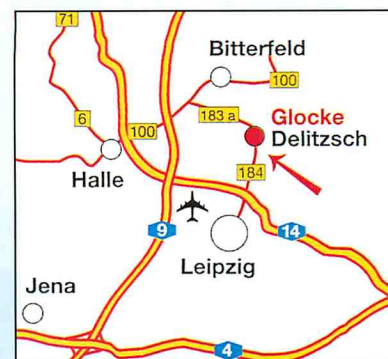 71
Bitterfeld
100
6
100
183 a
Glocke
Delitzsch
Halle
184
9
14
Leipzig
Jena
4